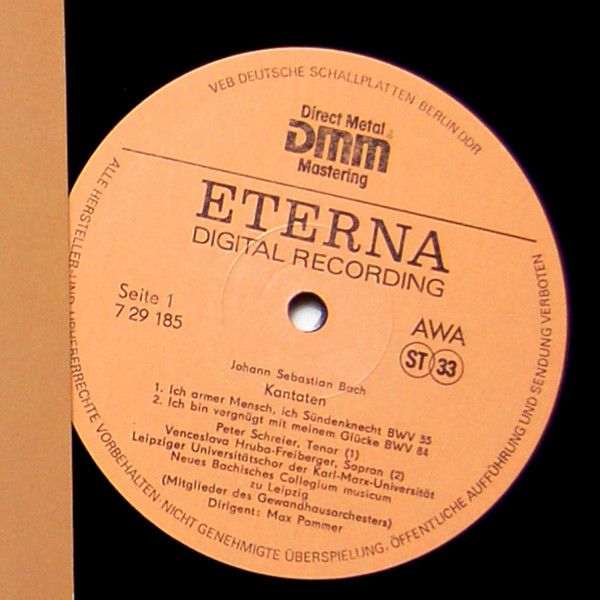 VEB DEUTSCHE SCHALLPLATTEN BERLIN DDR
Direct Metal
DMM
Mastering
ETERNA
DIGITAL RECORDING
Seite 1
7 29 185
AWA
ST 33
Johann Sebastian Bach
Kantaten
1. Ich armer Mensch, ich Sündenknecht BWV 55
2. Ich bin vergnügt mit meinem Glücke BWV 84
Peter Schreier, Tenor (1)
Venceslava Hruba-Freiberger, Sopran (2)
Leipziger Universitätschor der Karl-Marx-Universität
Neues Bachisches Collegium musicum
zu Leipzig
(Mitglieder des Gewandhausorchesters)
Dirigent: Max Pommer
ALLE HERSTELLER- UND URHEBERRECHTE VORBEHALTEN · NICHT GENEHMIGTE ÜBERSPIELUNG, ÖFFENTLICHE AUFFÜHRUNG UND SENDUNG VERBOTEN